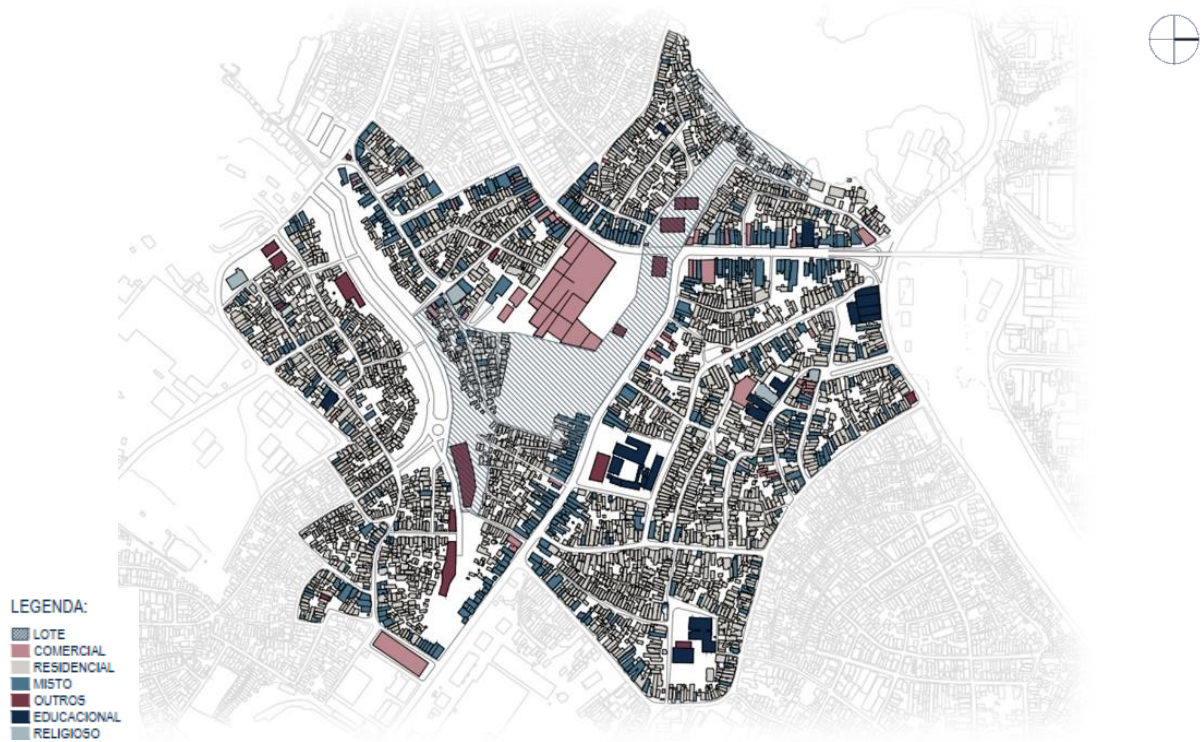 LEGENDA:
LOTE
COMERCIAL
RESIDENCIAL
MISTO
OUTROS
EDUCACIONAL
RELIGIOSO